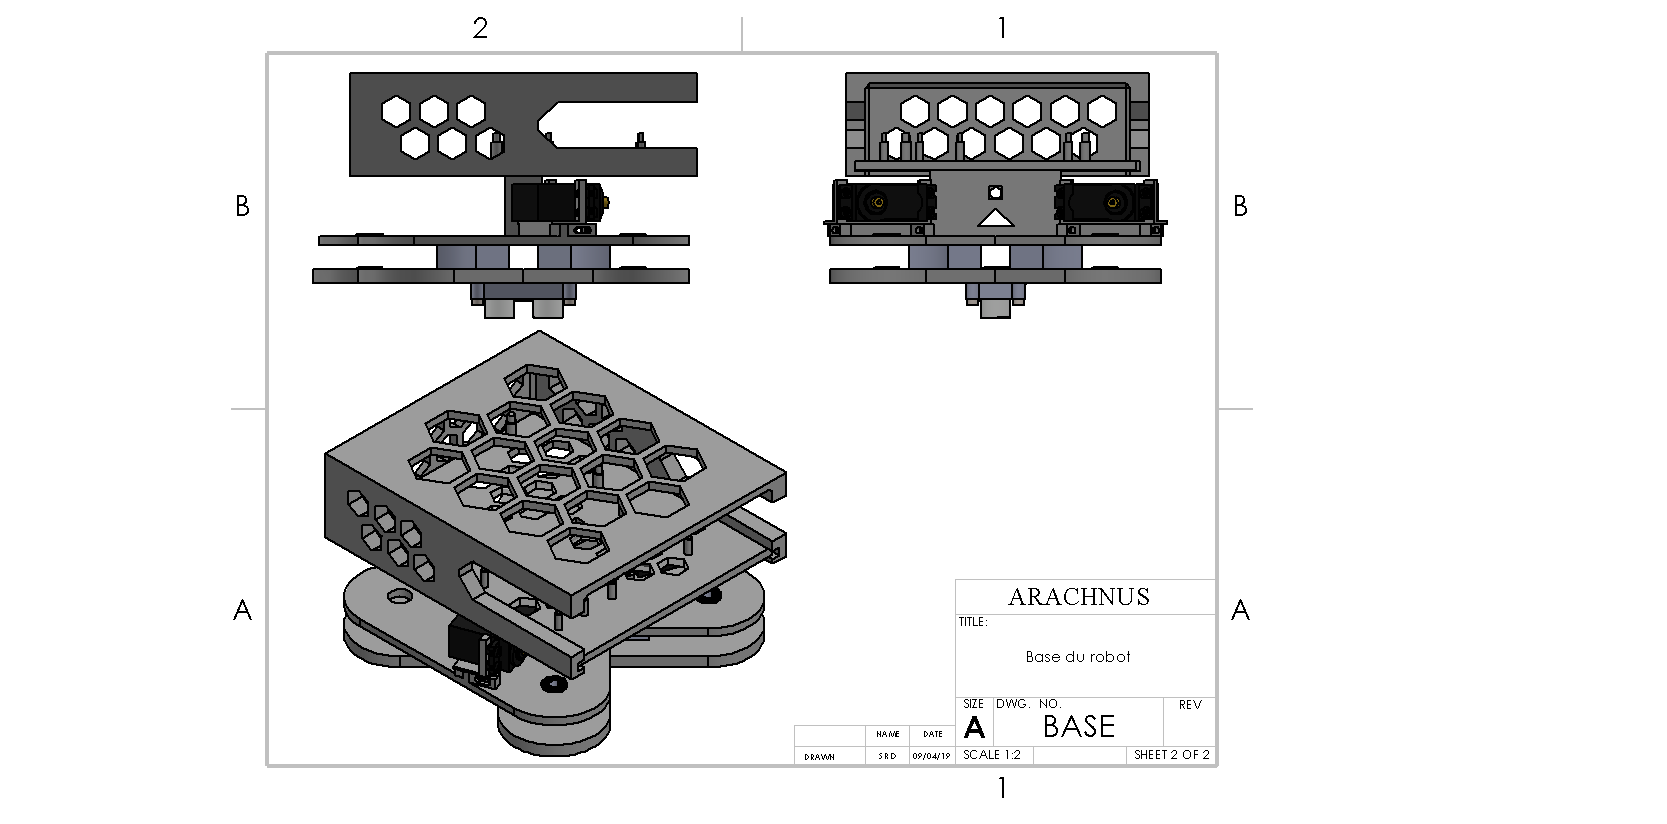 2 1
B B
A A
ARACHNUS
TITLE:
Base du robot
SIZE DWG. NO. REV
A BASE
NAME DATE
DRAWN SRD 09/04/19 SCALE 1:2 SHEET 2 OF 2
1